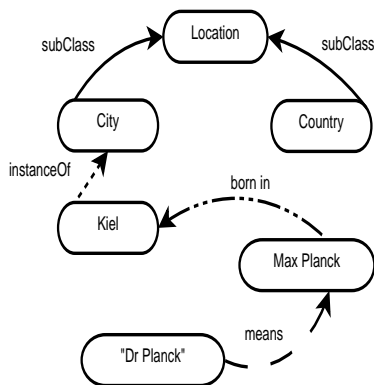 Location
subClass
subClass
City
Country
instanceOf
born in
Kiel
Max Planck
means
"Dr Planck"